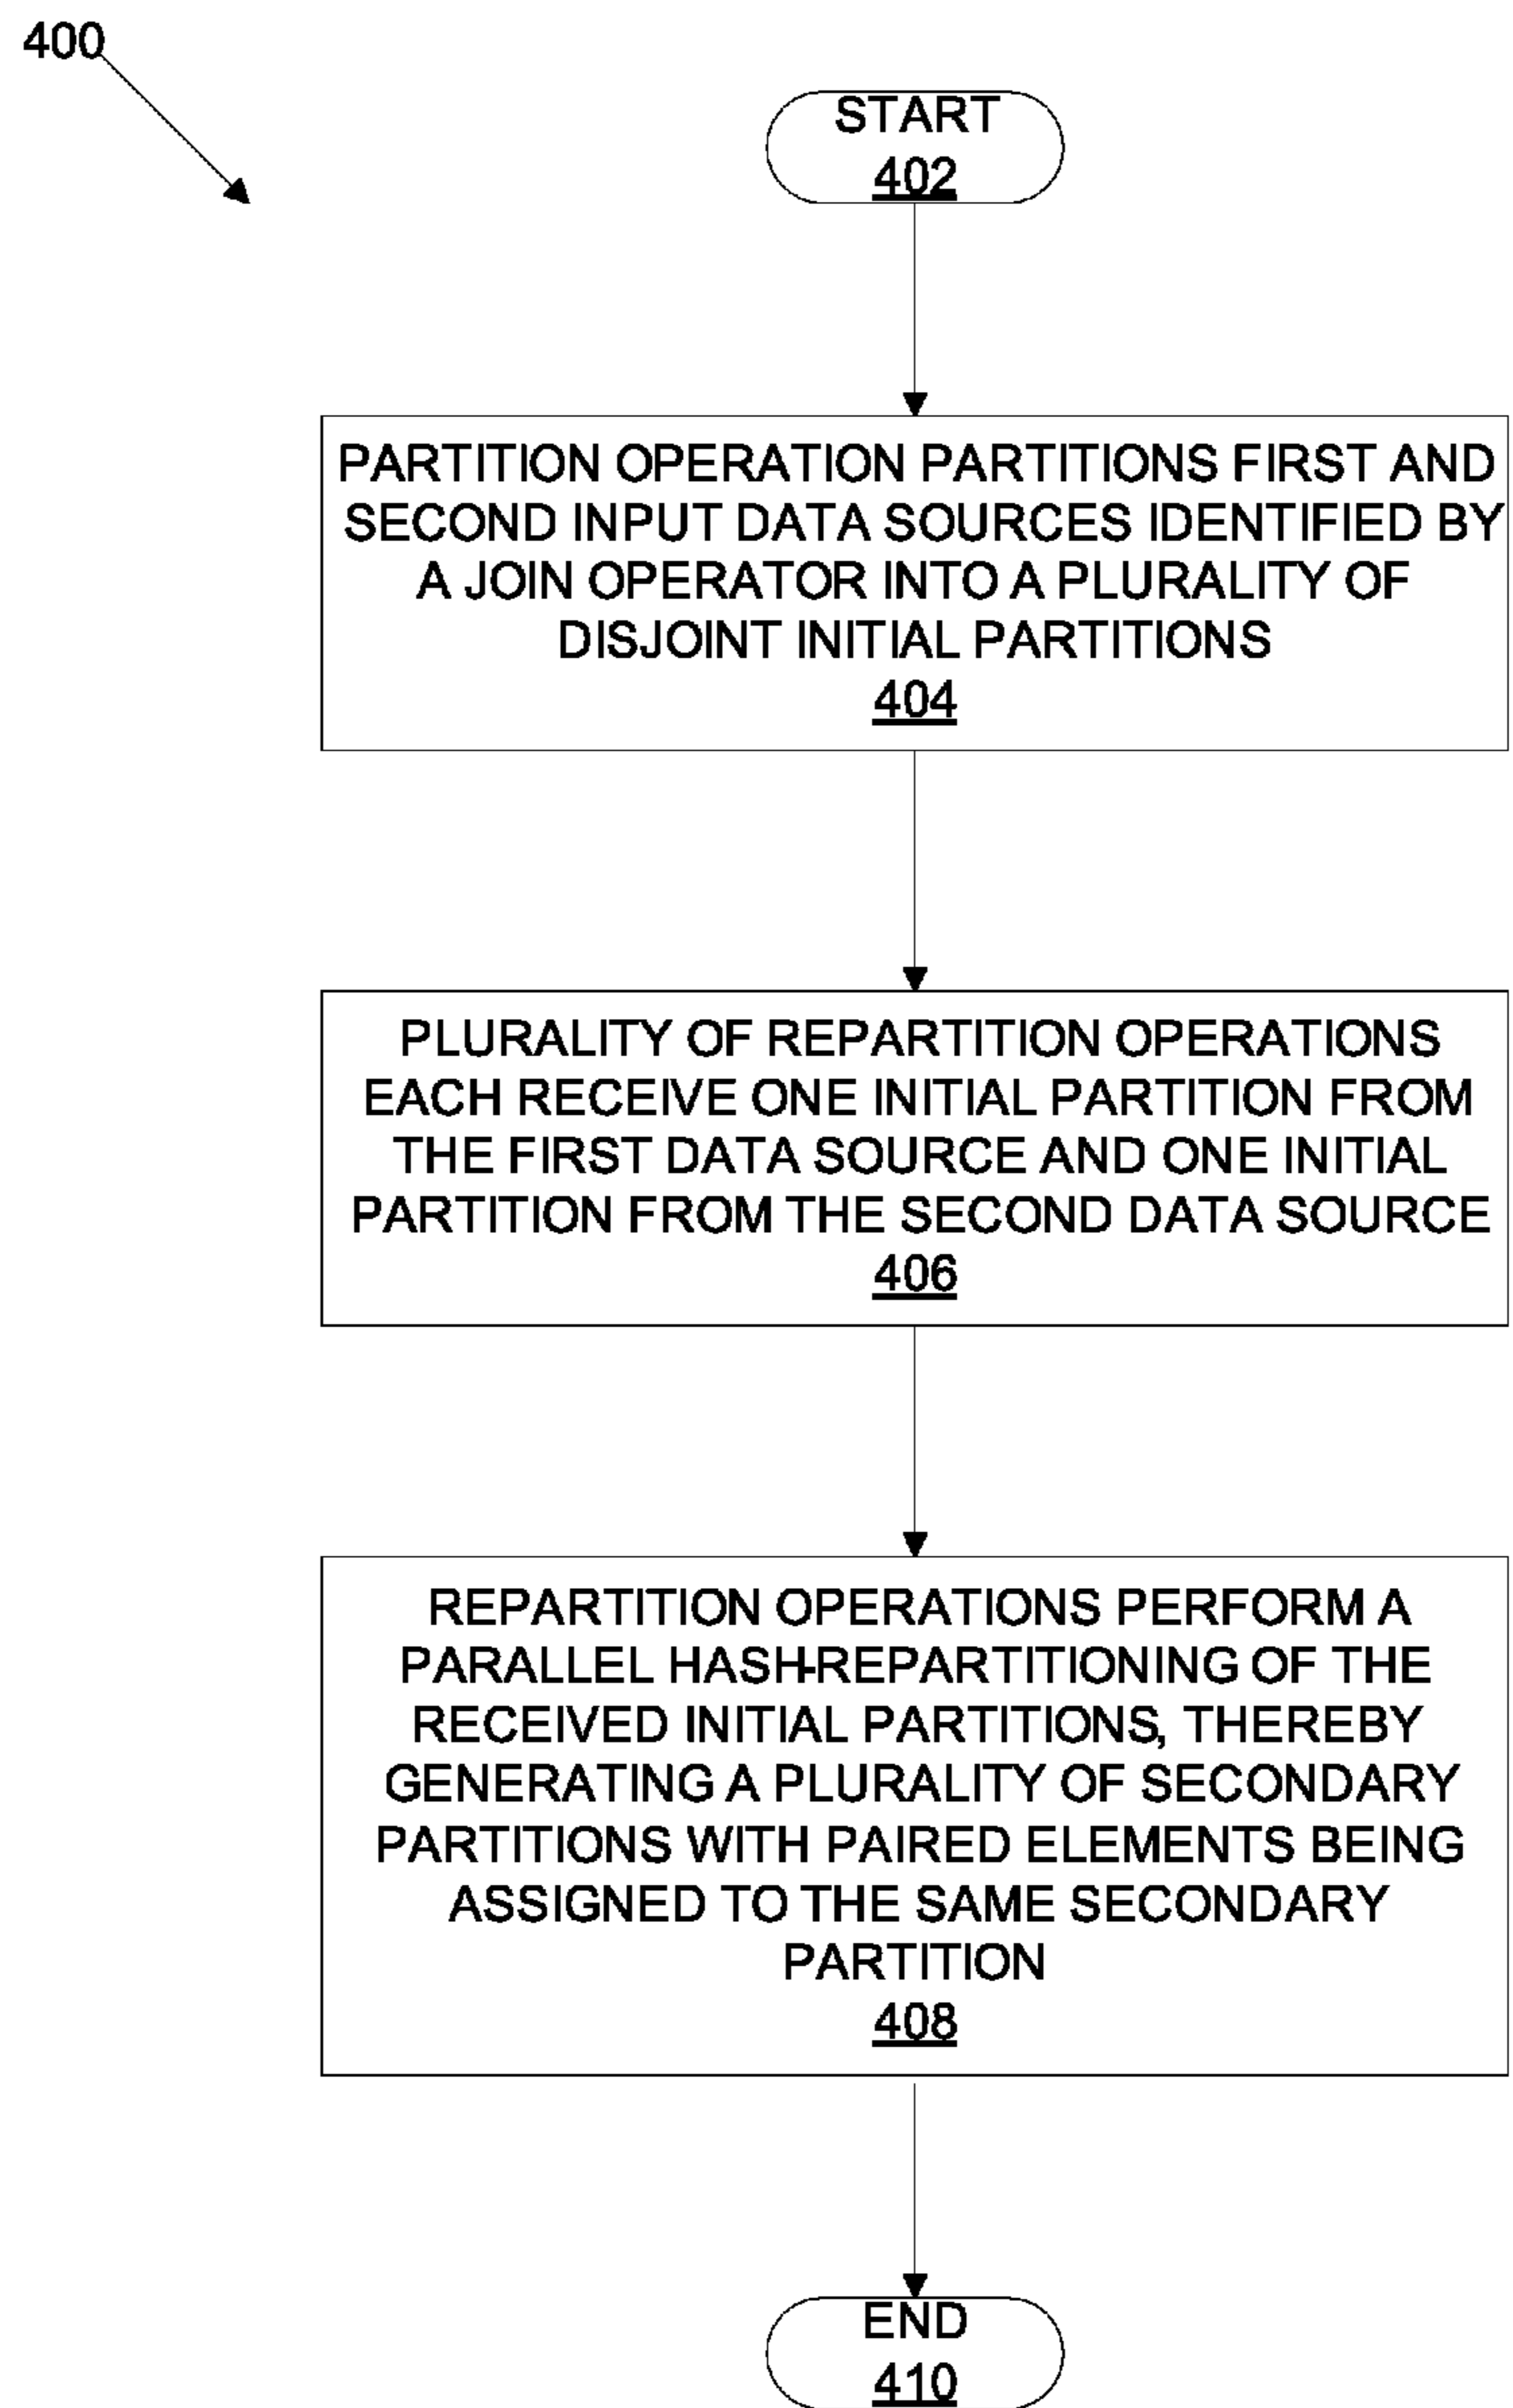 400
START
402
PARTITION OPERATION PARTITIONS FIRST AND
SECOND INPUT DATA SOURCES IDENTIFIED BY
A JOIN OPERATOR INTO A PLURALITY OF
DISJOINT INITIAL PARTITIONS
404
PLURALITY OF REPARTITION OPERATIONS
EACH RECEIVE ONE INITIAL PARTITION FROM
THE FIRST DATA SOURCE AND ONE INITIAL
PARTITION FROM THE SECOND DATA SOURCE
406
REPARTITION OPERATIONS PERFORM A
PARALLEL HASH-REPARTITIONING OF THE
RECEIVED INITIAL PARTITIONS, THEREBY
GENERATING A PLURALITY OF SECONDARY
PARTITIONS WITH PAIRED ELEMENTS BEING
ASSIGNED TO THE SAME SECONDARY
PARTITION
408
END
410